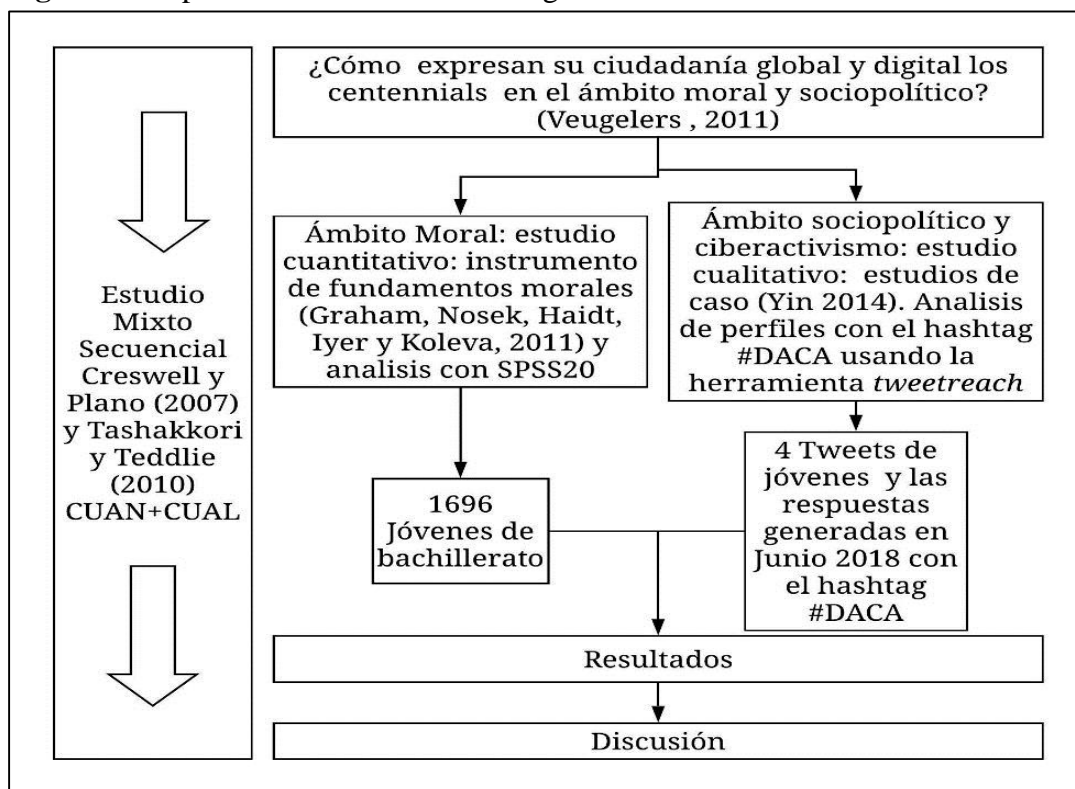 ¿Cómo expresan su ciudadanía global y digital los
centennials en el ámbito moral y sociopolítico?
(Veugelers , 2011)
Ámbito Moral: estudio
cuantitativo: instrumento
de fundamentos morales
(Graham, Nosek, Haidt,
Iyer y Koleva, 2011) y
analisis con SPSS20
Ámbito sociopolítico y
ciberactivismo: estudio
cualitativo: estudios de
caso (Yin 2014). Analisis
de perfiles con el hashtag
#DACA usando la
herramienta tweetreach
Estudio
Mixto
Secuencial
Creswell y
Plano (2007)
y Tashakkori
y Teddlie
(2010)
CUAN+CUAL
1696
Jóvenes de
bachillerato
4 Tweets de
jóvenes y las
respuestas
generadas en
Junio 2018 con
el hashtag
#DACA
Resultados
Discusión